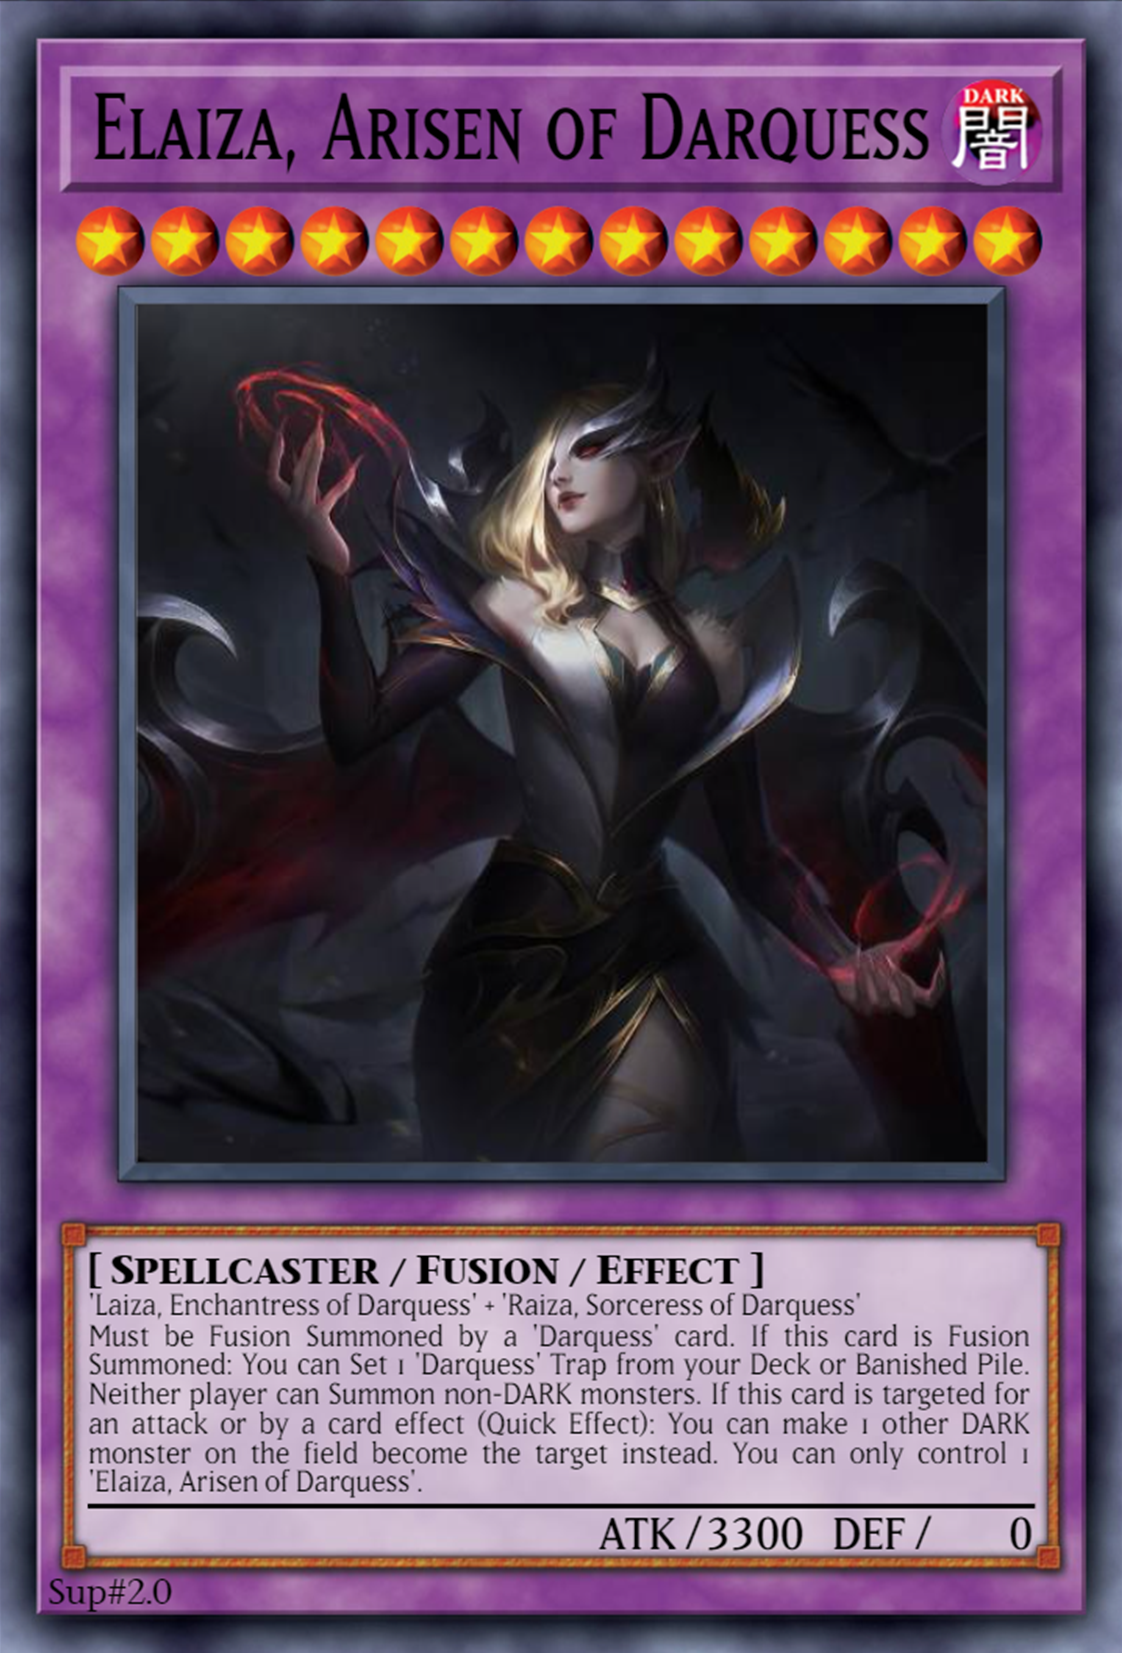 Elaiza, Arisen of Darquess
DARK
闇
[ Spellcaster / Fusion / Effect ]
'Laiza, Enchantress of Darquess' + 'Raiza, Sorceress of Darquess'
Must be Fusion Summoned by a 'Darquess' card. If this card is Fusion
Summoned: You can Set 1 'Darquess' Trap from your Deck or Banished Pile.
Neither player can Summon non-DARK monsters. If this card is targeted for
an attack or by a card effect (Quick Effect): You can make 1 other DARK
monster on the field become the target instead. You can only control 1
'Elaiza, Arisen of Darquess'.
ATK / 3300 DEF / 0
Sup#2.0